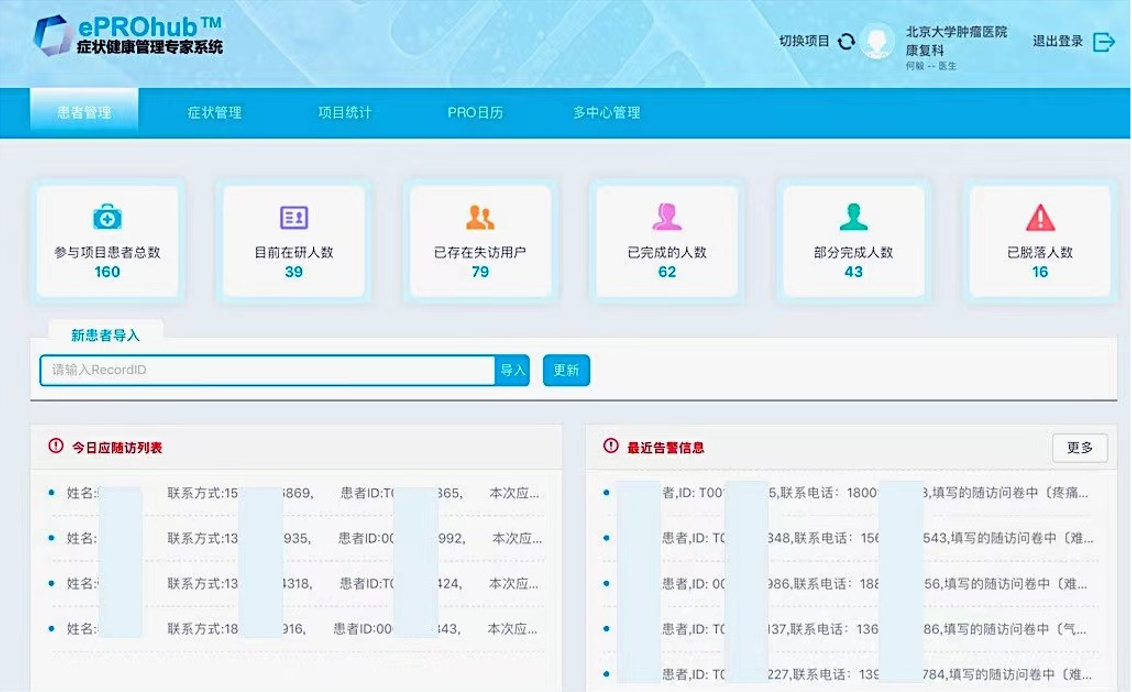 ePROhub™
症状健康管理专家系统
切换项目
北京大学肿瘤医院
康复科
何毅 -- 医生
退出登录
患者管理 症状管理 项目统计 PRO日历 多中心管理
参与项目患者总数 目前在研人数 已存在失访用户 已完成的人数 部分完成人数 已脱落人数
160 39 79 62 43 16
新患者导入
请输入RecordID 导入 更新
今日应随访列表
姓名: 联系方式:15 6869, 患者ID:T0 365, 本次应...
姓名: 联系方式:13 935, 患者ID:00 992, 本次应...
姓名: 联系方式:13 4318, 患者ID:T0 424, 本次应...
姓名: 联系方式:18 916, 患者ID:00 343, 本次应...
最近告警信息 更多
者,ID: T00 5,联系电话：1800 3,填写的随访问卷中〔疼痛...
患者,ID: T0 348,联系电话：156 543,填写的随访问卷中〔难...
患者,ID: 00 986,联系电话：188 56,填写的随访问卷中〔难...
患者,ID: T0 137,联系电话：136 86,填写的随访问卷中〔气...
患者,ID: T0 227,联系电话：139 784,填写的随访问卷中〔难...